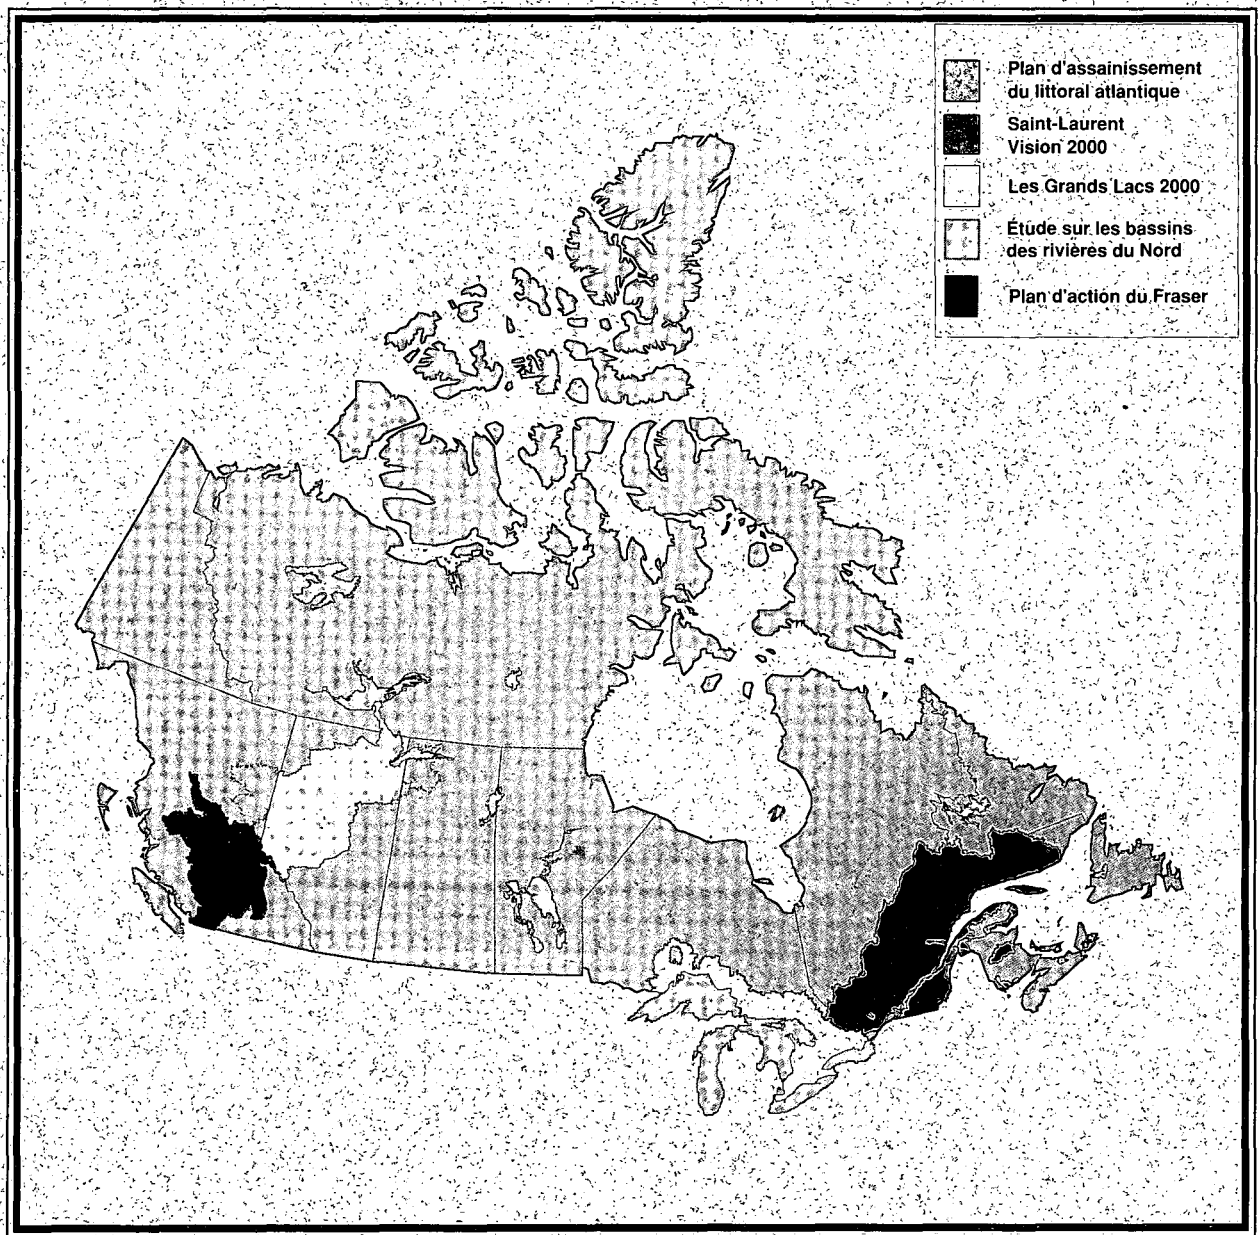 Plan d'assainissement
du littoral atlantique
Saint-Laurent
Vision 2000
Les Grands Lacs 2000
Étude sur les bassins
des rivières du Nord
Plan d'action du Fraser